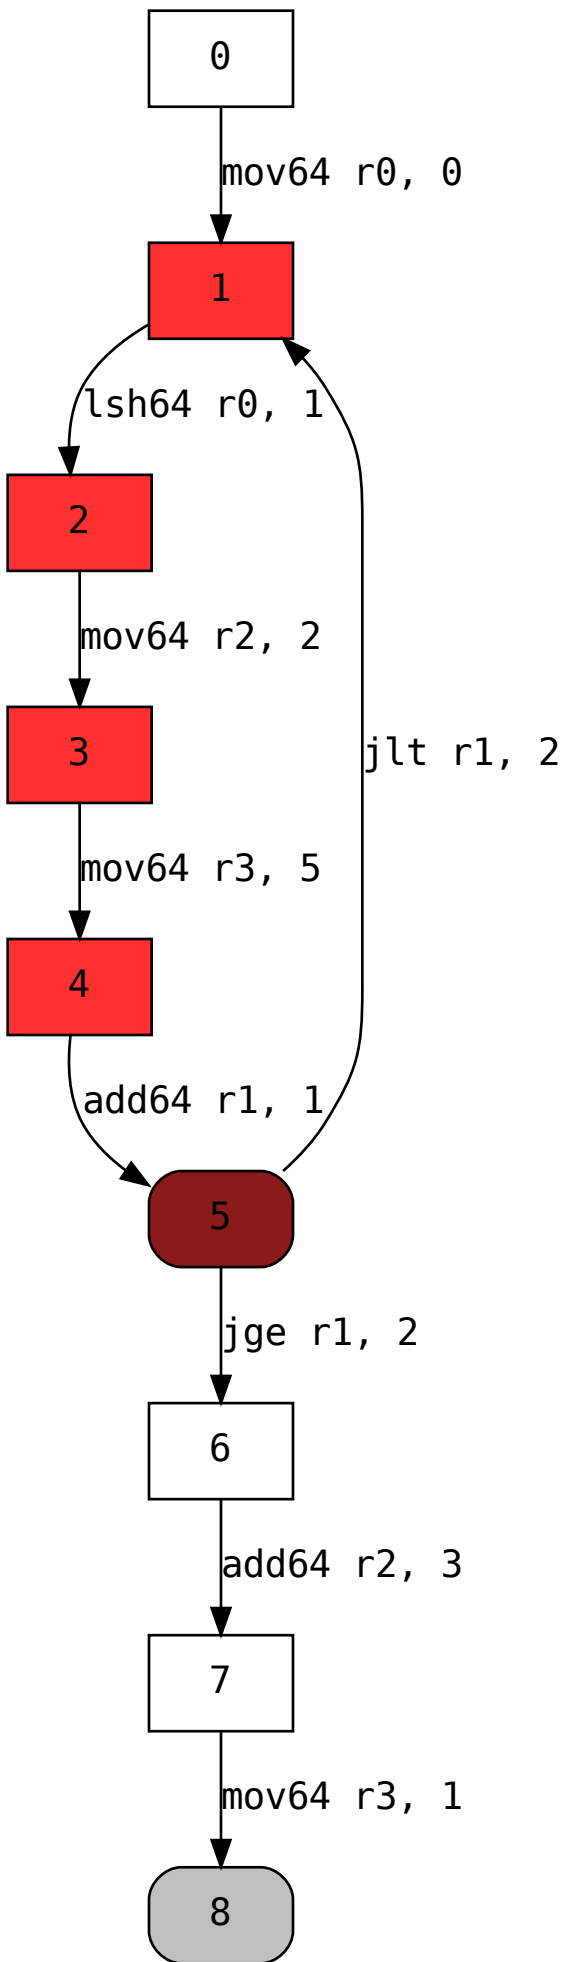 0
mov64 r0, 0
1
lsh64 r0, 1
2
mov64 r2, 2
3
jlt r1, 2
mov64 r3, 5
4
add64 r1, 1
5
jge r1, 2
6
add64 r2, 3
7
mov64 r3, 1
8